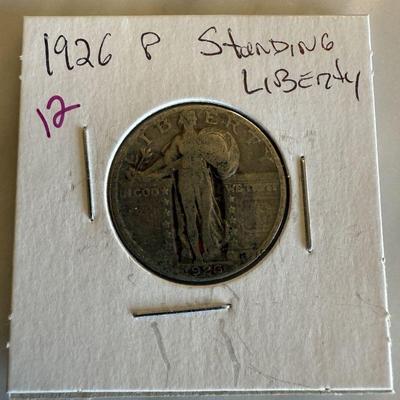 1926 P Standing
Liberty
12
LIBERTY
IN GOD WE TRUST
1926